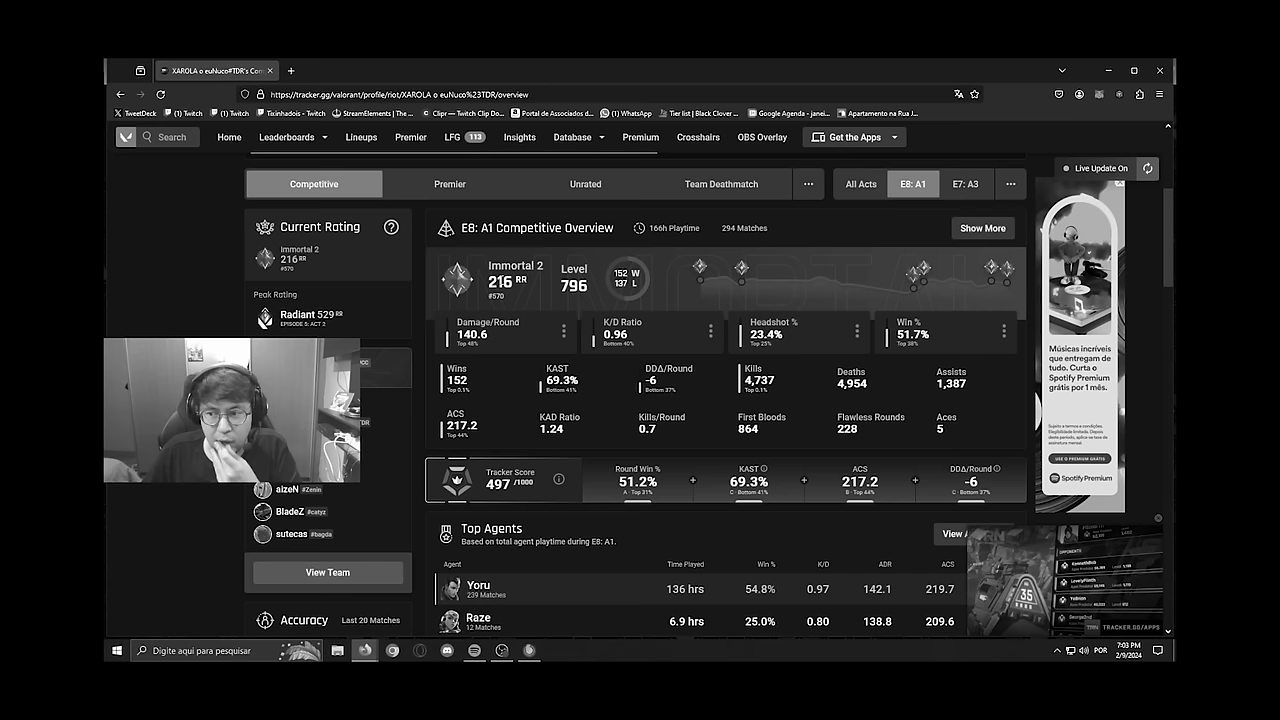 XAROLA o euNuco#TDR's Com
https://tracker.gg/valorant/profile/riot/XAROLA o euNuco%23TDR/overview
TweetDeck (1) Twitch (1) Twitch Tixinhadois - Twitch StreamElements | The ... Clipr — Twitch Clip Do... Portal de Associados d... (1) WhatsApp Tier list | Black Clover ... Google Agenda - janei... Apartamento na Rua J...
Search Home Leaderboards Lineups Premier LFG 113 Insights Database Premium Crosshairs OBS Overlay Get the Apps
Live Update On
Competitive Premier Unrated Team Deathmatch ... All Acts E8: A1 E7: A3 ...
Current Rating ?
Immortal 2
216 RR
#570
Peak Rating
Radiant 529 RR
EPISODE 5: ACT 2
E8: A1 Competitive Overview 166h Playtime 294 Matches Show More
Immortal 2
216 RR
#570
Level
796
152 W
137 L
Damage/Round
140.6
Top 48%
K/D Ratio
0.96
Bottom 40%
Headshot %
23.4%
Top 25%
Win %
51.7%
Top 38%
Wins
152
Top 0.1%
KAST
69.3%
Bottom 41%
DDΔ/Round
-6
Bottom 37%
Kills
4,737
Top 0.1%
Deaths
4,954
Assists
1,387
ACS
217.2
Top 44%
KAD Ratio
1.24
Kills/Round
0.7
First Bloods
864
Flawless Rounds
228
Aces
5
Tracker Score
497 /1000
Round Win %
51.2%
A · Top 31%
KAST
69.3%
C · Bottom 41%
ACS
217.2
B · Top 44%
DDΔ/Round
-6
C · Bottom 37%
aizeN #Zenin
BladeZ #catyz
sutecas #bagda
View Team
Accuracy Last 20 Matches
Top Agents
Based on total agent playtime during E8: A1.
View A
Agent Time Played Win % K/D ADR ACS
Yoru 136 hrs 54.8% 0.97 142.1 219.7
239 Matches
Raze 6.9 hrs 25.0% 0.80 138.8 209.6
12 Matches
Músicas incríveis
que entregam de
tudo. Curta o
Spotify Premium
grátis por 1 mês.
Sujeito a termos e condições.
USE O PREMIUM GRÁTIS
Spotify Premium
OPPONENTS
35
TRN TRACKER.GG/APPS
Digite aqui para pesquisar
POR
7:03 PM
2/9/2024